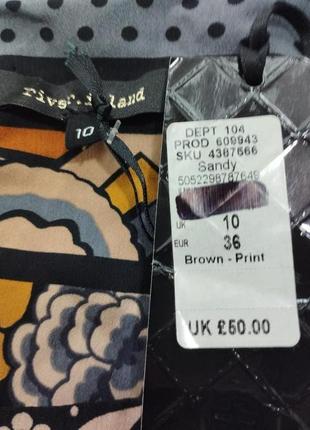 river island
10
DEPT 104
PROD 609943
SKU 4387566
Sandy
5052298787649
UK 10
EUR 36
Brown - Print
UK £50.00